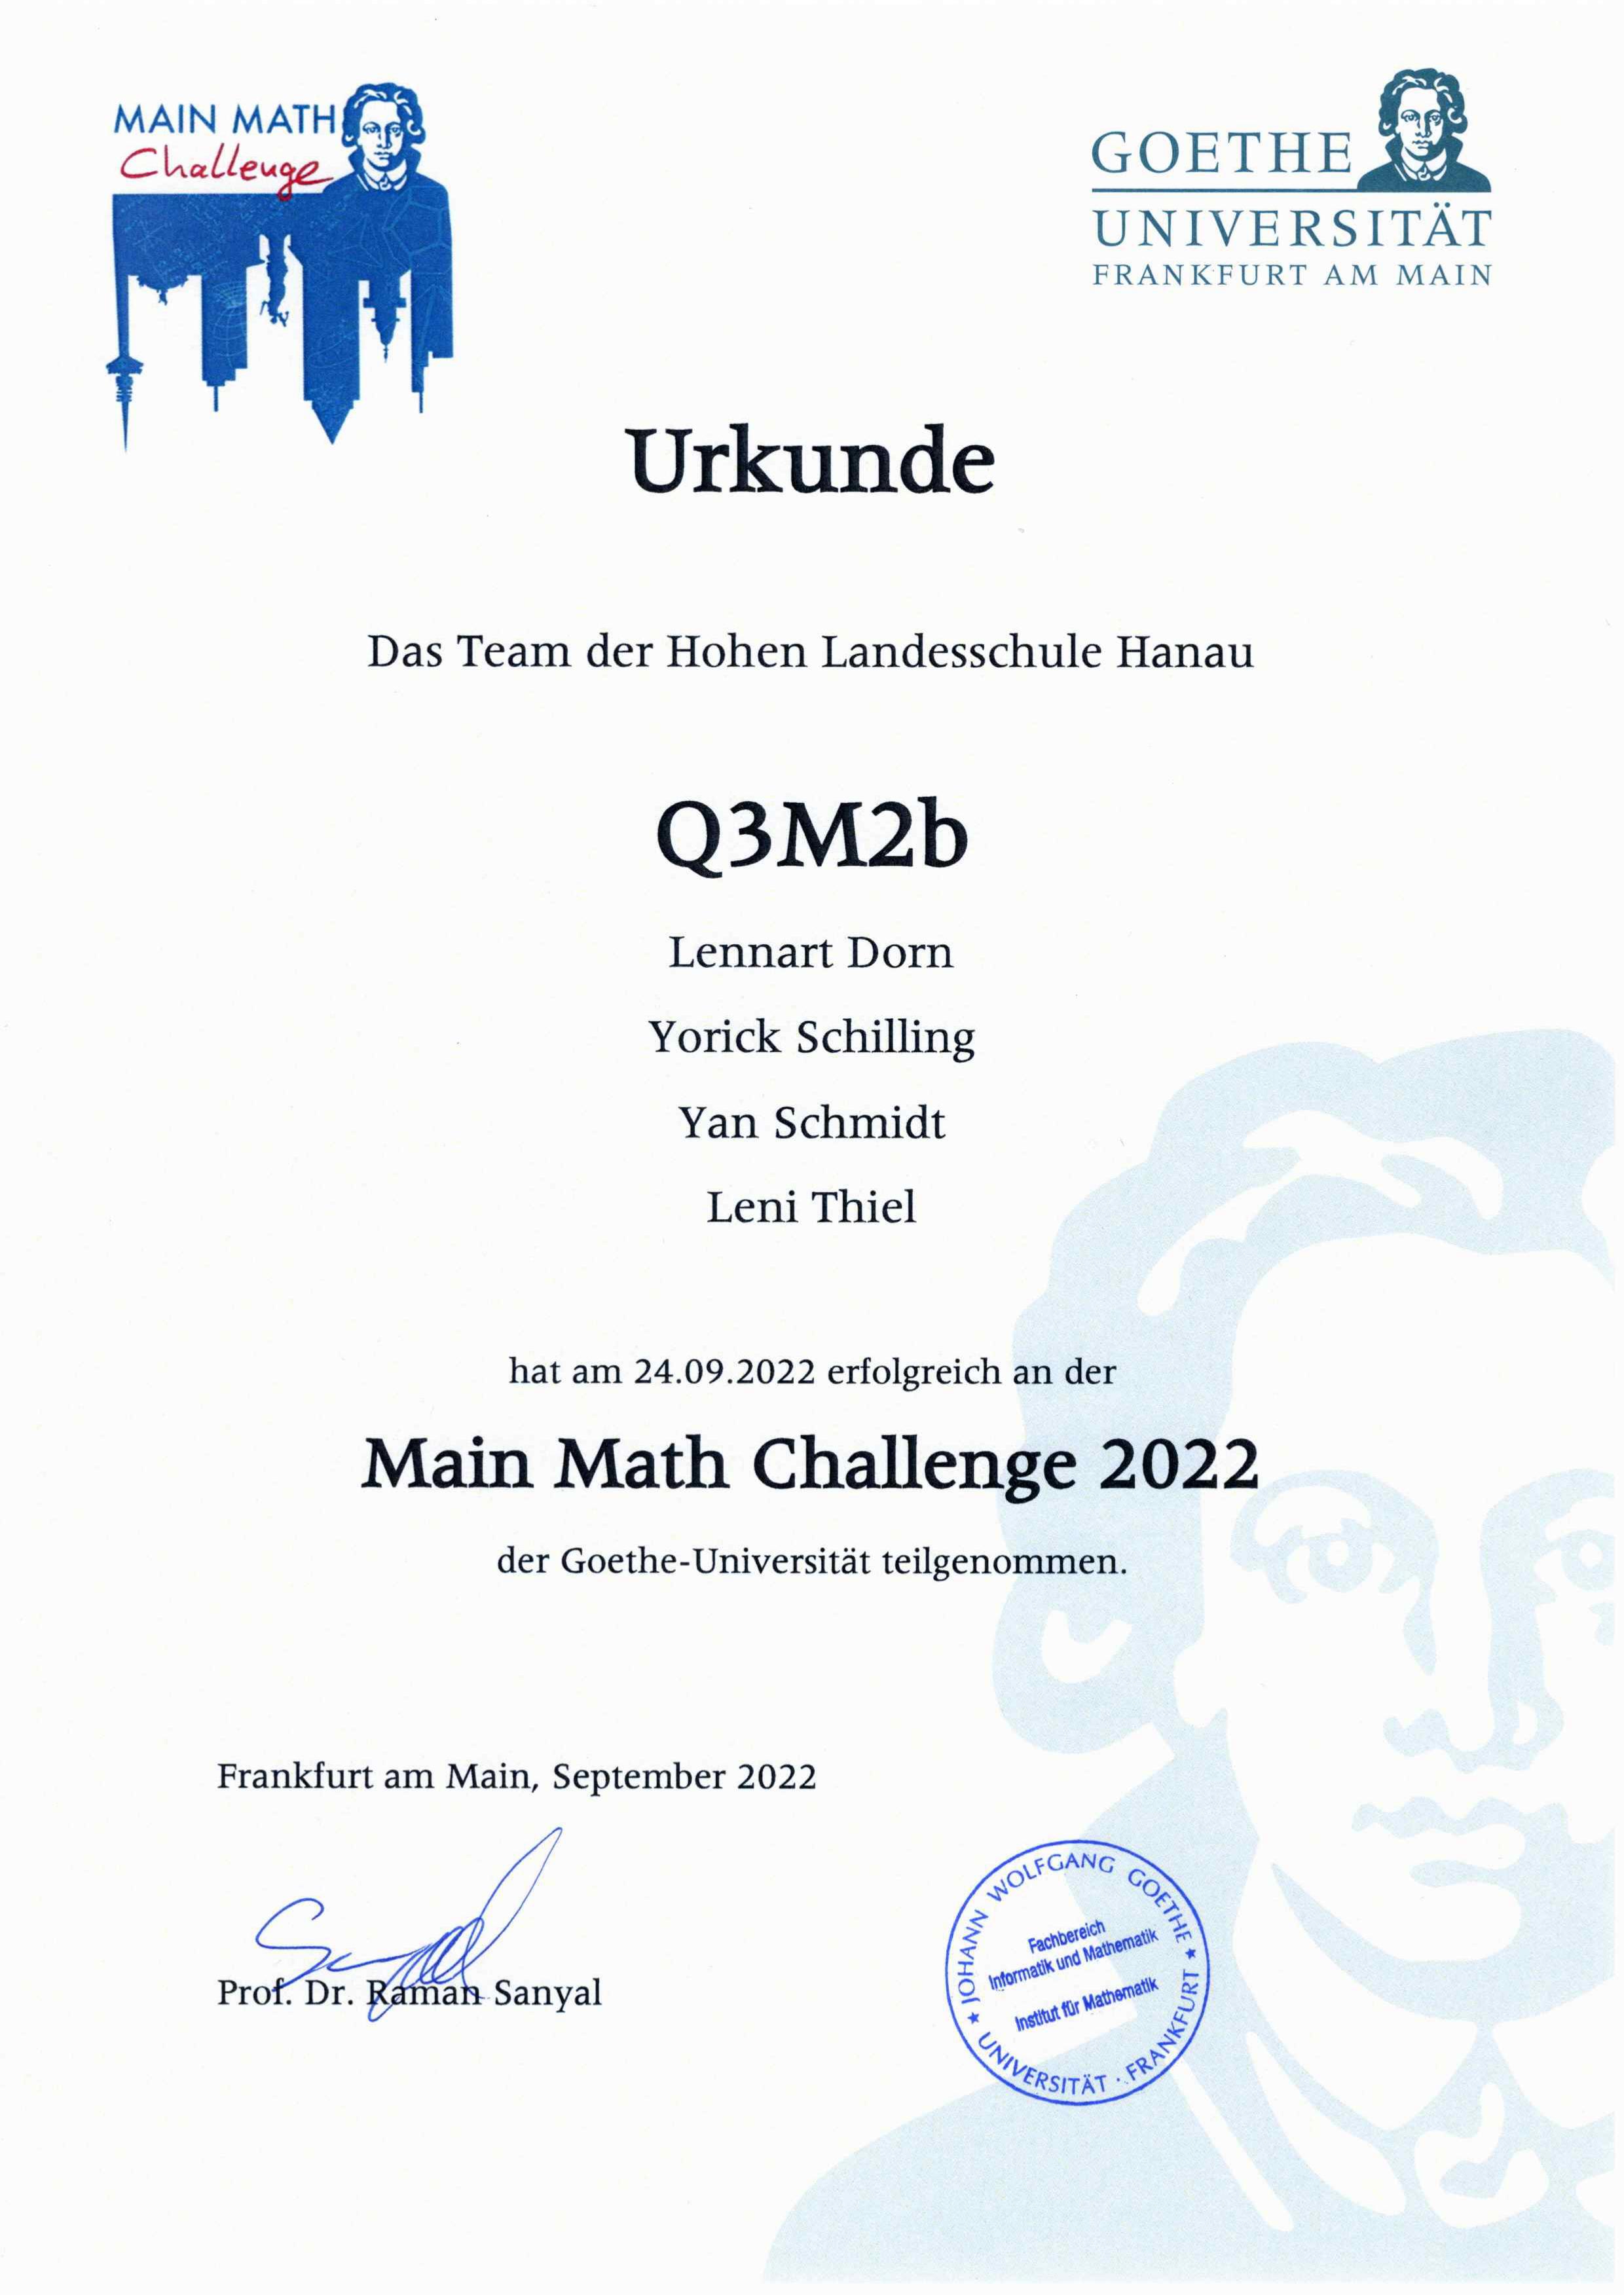 MAIN MATH
Challenge
GOETHE
UNIVERSITÄT
FRANKFURT AM MAIN
Urkunde
Das Team der Hohen Landesschule Hanau
Q3M2b
Lennart Dorn
Yorick Schilling
Yan Schmidt
Leni Thiel
hat am 24.09.2022 erfolgreich an der
Main Math Challenge 2022
der Goethe-Universität teilgenommen.
Frankfurt am Main, September 2022
Prof. Dr. Raman Sanyal
JOHANN WOLFGANG GOETHE
Fachbereich
Informatik und Mathematik
Institut für Mathematik
UNIVERSITÄT · FRANKFURT